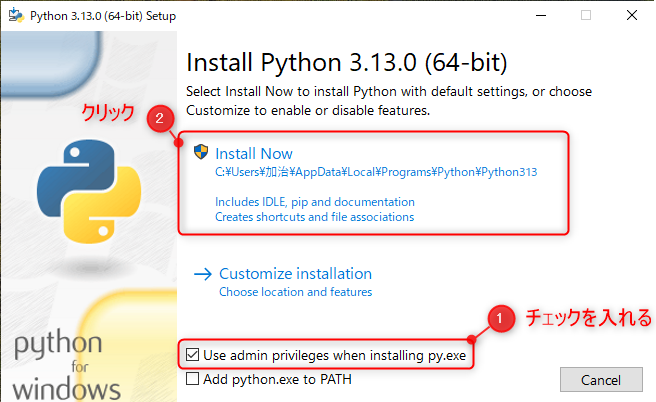 Python 3.13.0 (64-bit) Setup
Install Python 3.13.0 (64-bit)
Select Install Now to install Python with default settings, or choose
Customize to enable or disable features.
クリック
2
Install Now
C:¥Users¥加治¥AppData¥Local¥Programs¥Python¥Python313
Includes IDLE, pip and documentation
Creates shortcuts and file associations
Customize installation
Choose location and features
1
チェックを入れる
Use admin privileges when installing py.exe
Add python.exe to PATH
Cancel
python
for
windows